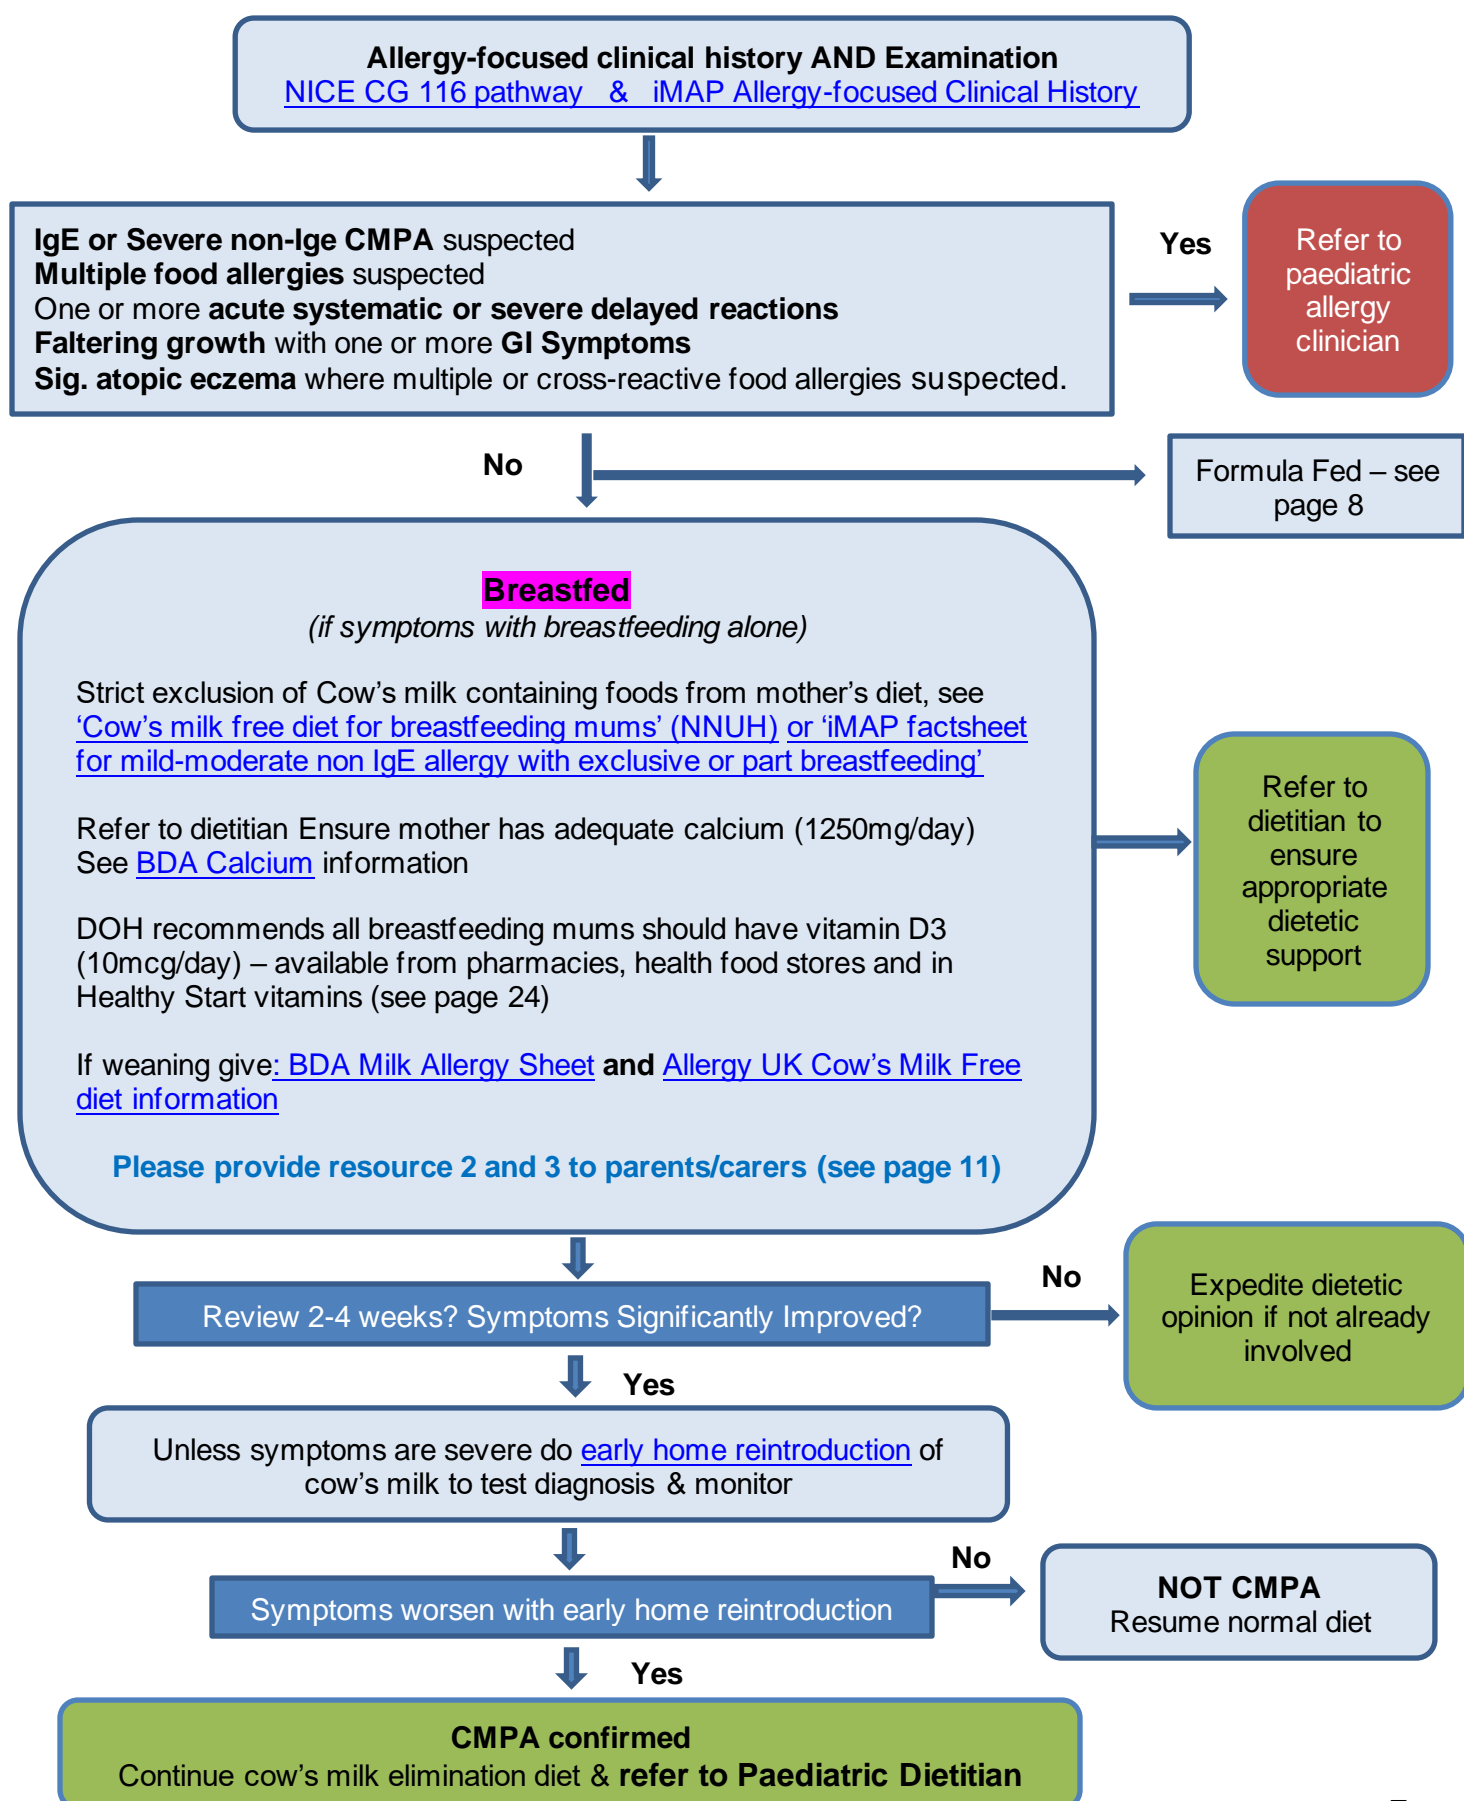 Allergy-focused clinical history AND Examination
NICE CG 116 pathway & iMAP Allergy-focused Clinical History
IgE or Severe non-Ige CMPA suspected
Multiple food allergies suspected
One or more acute systematic or severe delayed reactions
Faltering growth with one or more GI Symptoms
Sig. atopic eczema where multiple or cross-reactive food allergies suspected.
Yes
Refer to
paediatric
allergy
clinician
No
Formula Fed – see
page 8
Breastfed
(if symptoms with breastfeeding alone)
Strict exclusion of Cow's milk containing foods from mother's diet, see
'Cow's milk free diet for breastfeeding mums' (NNUH) or 'iMAP factsheet
for mild-moderate non IgE allergy with exclusive or part breastfeeding'
Refer to dietitian Ensure mother has adequate calcium (1250mg/day)
See BDA Calcium information
DOH recommends all breastfeeding mums should have vitamin D3
(10mcg/day) – available from pharmacies, health food stores and in
Healthy Start vitamins (see page 24)
If weaning give: BDA Milk Allergy Sheet and Allergy UK Cow's Milk Free
diet information
Please provide resource 2 and 3 to parents/carers (see page 11)
Refer to
dietitian to
ensure
appropriate
dietetic
support
Review 2-4 weeks? Symptoms Significantly Improved?
No
Expedite dietetic
opinion if not already
involved
Yes
Unless symptoms are severe do early home reintroduction of
cow's milk to test diagnosis & monitor
Symptoms worsen with early home reintroduction
No
NOT CMPA
Resume normal diet
Yes
CMPA confirmed
Continue cow's milk elimination diet & refer to Paediatric Dietitian